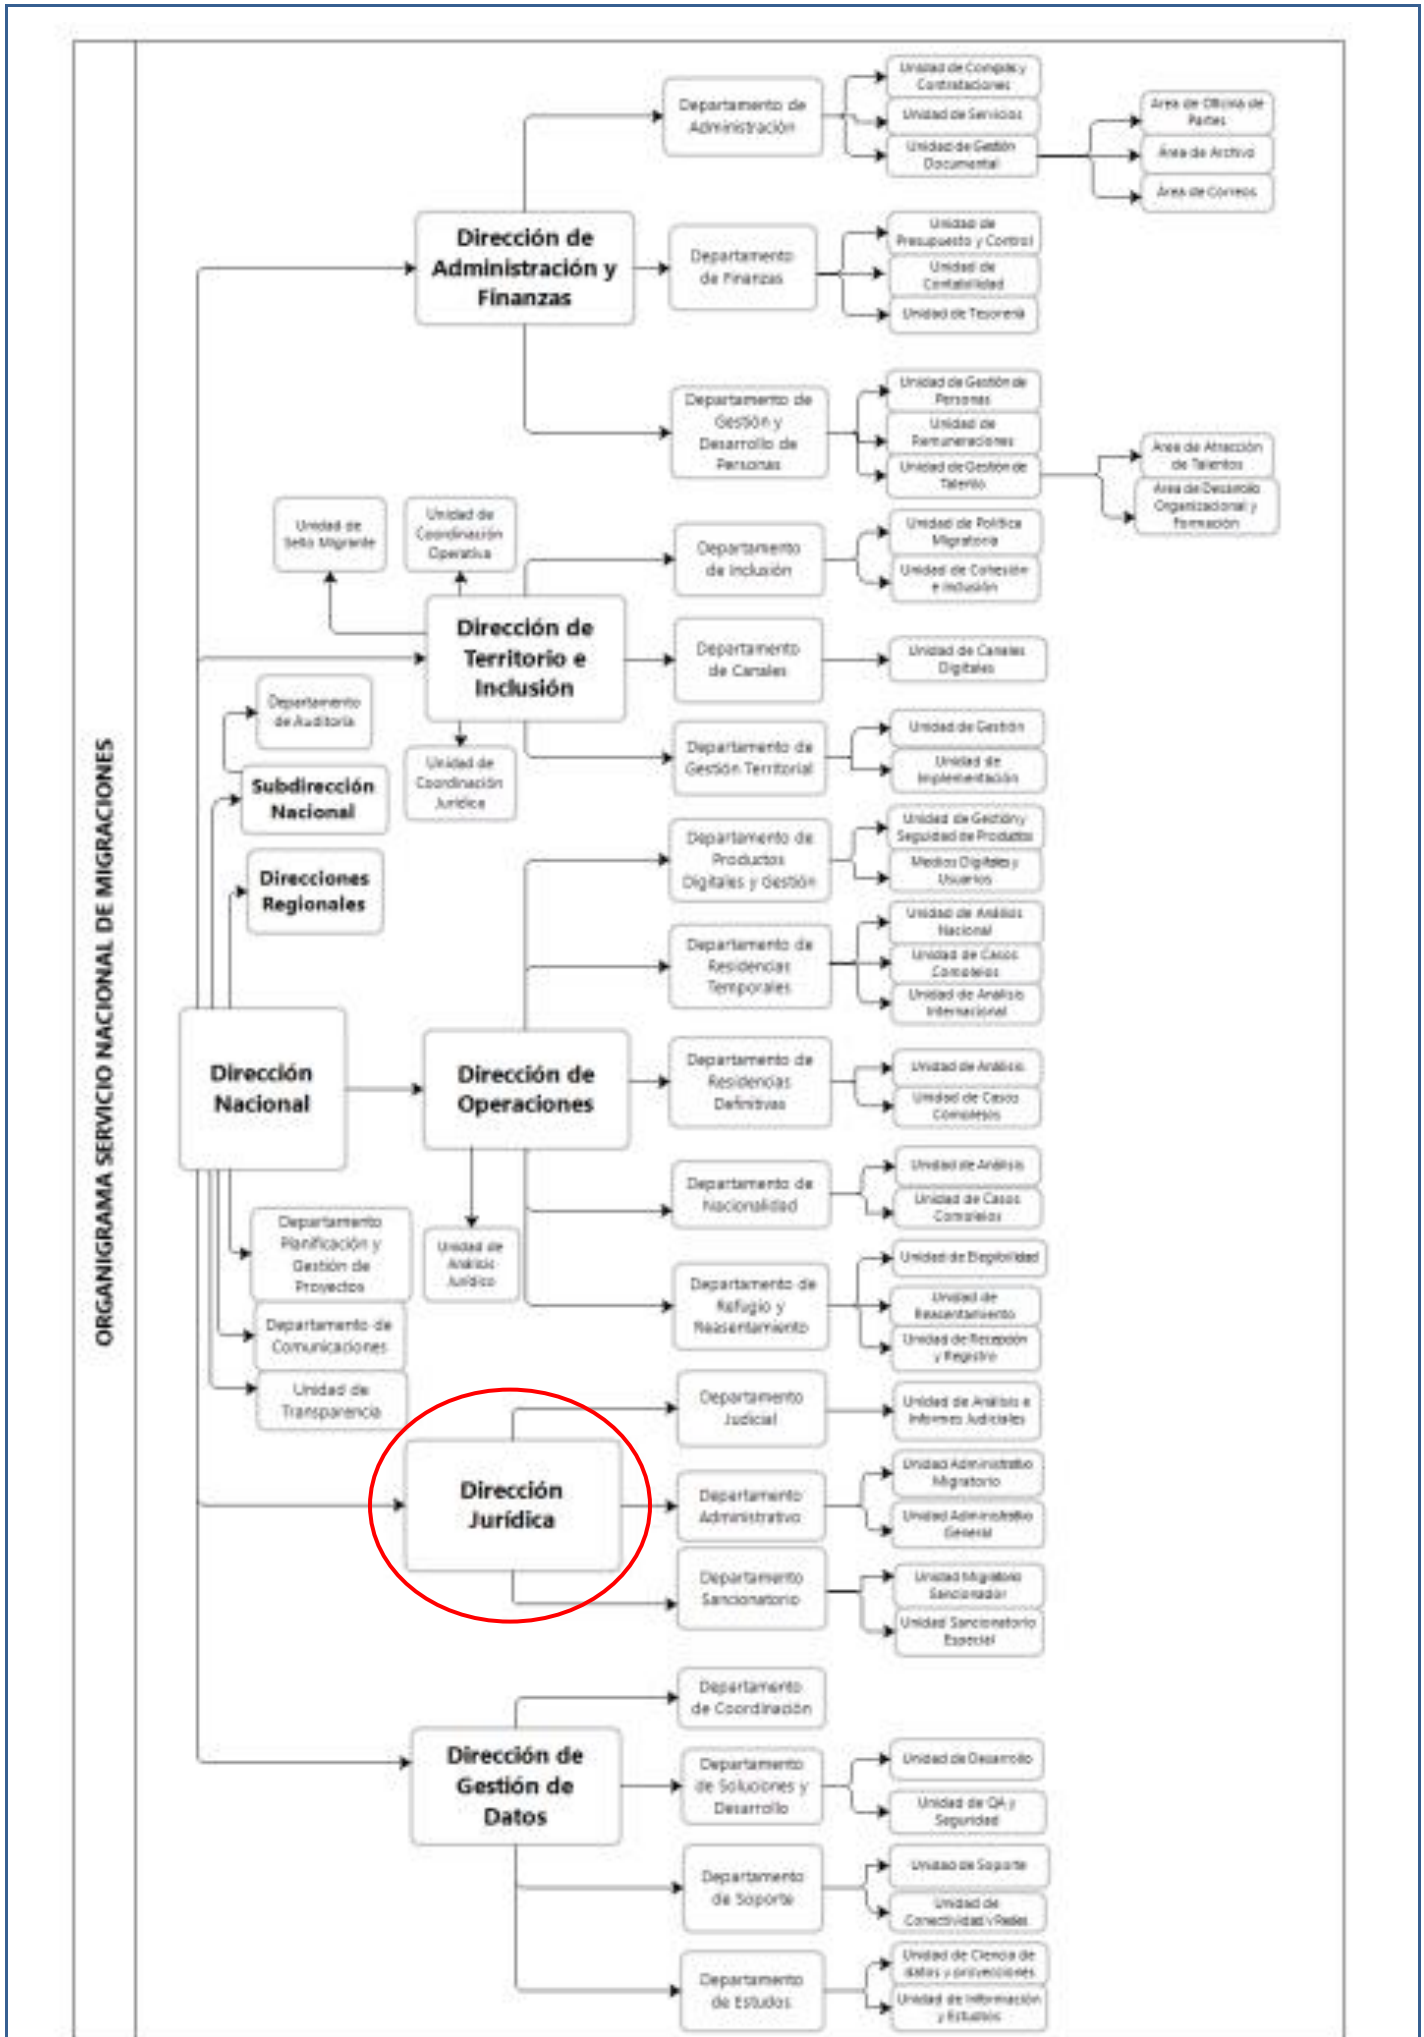 ORGANIGRAMA SERVICIO NACIONAL DE MIGRACIONES
Dirección
Nacional
Subdirección
Nacional
Departamento
de Auditoría
Direcciones
Regionales
Departamento
Planificación y
Gestión de
Proyectos
Departamento de
Comunicaciones
Unidad de
Transparencia
Dirección de
Administración y
Finanzas
Departamento de
Administración
Unidad de Compras y
Contrataciones
Unidad de Servicios
Unidad de Gestión
Documental
Área de Oficina de
Partes
Área de Archivo
Área de Correos
Departamento
de Finanzas
Unidad de
Presupuesto y Control
Unidad de
Contabilidad
Unidad de Tesorería
Departamento de
Gestión y
Desarrollo de
Personas
Unidad de Gestión de
Personas
Unidad de
Remuneraciones
Unidad de Gestión de
Talento
Área de Atracción
de Talentos
Área de Desarrollo
Organizacional y
Formación
Dirección de
Territorio e
Inclusión
Unidad de
Sello Migrante
Unidad de
Coordinación
Operativa
Unidad de
Coordinación
Jurídica
Departamento
de Inclusión
Unidad de Política
Migratoria
Unidad de Cohesión
e Inclusión
Departamento
de Canales
Unidad de Canales
Digitales
Departamento de
Gestión Territorial
Unidad de Gestión
Unidad de
Implementación
Dirección de
Operaciones
Unidad de
Análisis
Jurídico
Departamento de
Productos
Digitales y Gestión
Unidad de Gestión y
Seguidad de Productos
Medios Digitales y
Usuarios
Departamento de
Residencias
Temporales
Unidad de Análisis
Nacional
Unidad de Casos
Complejos
Unidad de Análisis
Internacional
Departamento de
Residencias
Definitivas
Unidad de Análisis
Unidad de Casos
Complejos
Departamento de
Nacionalidad
Unidad de Análisis
Unidad de Casos
Complejos
Departamento de
Refugio y
Reasentamiento
Unidad de Elegibilidad
Unidad de
Reasentamiento
Unidad de Recepción
y Registro
Dirección
Jurídica
Departamento
Judicial
Unidad de Análisis e
Informes Judiciales
Departamento
Administrativo
Unidad Administrativo
Migratorio
Unidad Administrativo
General
Departamento
Sancionatorio
Unidad Migratorio
Sancionador
Unidad Sancionatorio
Especial
Dirección de
Gestión de
Datos
Departamento
de Coordinación
Departamento
de Soluciones y
Desarrollo
Unidad de Desarrollo
Unidad de QA y
Seguridad
Departamento
de Soporte
Unidad de Soporte
Unidad de
Conectividad y Redes
Departamento
de Estudos
Unidad de Ciencia de
datos y proyecciones
Unidad de Información
y Estudios